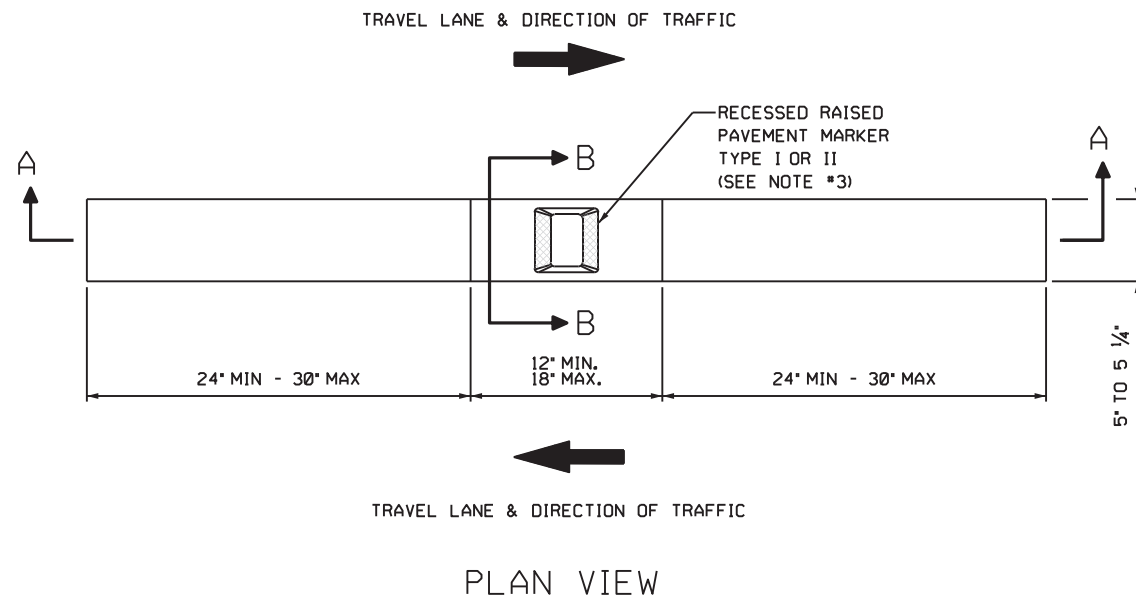 TRAVEL LANE & DIRECTION OF TRAFFIC
RECESSED RAISED
PAVEMENT MARKER
TYPE I OR II
(SEE NOTE #3)
A
B
A
B
12" MIN.
18" MAX.
24" MIN - 30" MAX
24" MIN - 30" MAX
5" TO 5 1/4"
TRAVEL LANE & DIRECTION OF TRAFFIC
PLAN VIEW